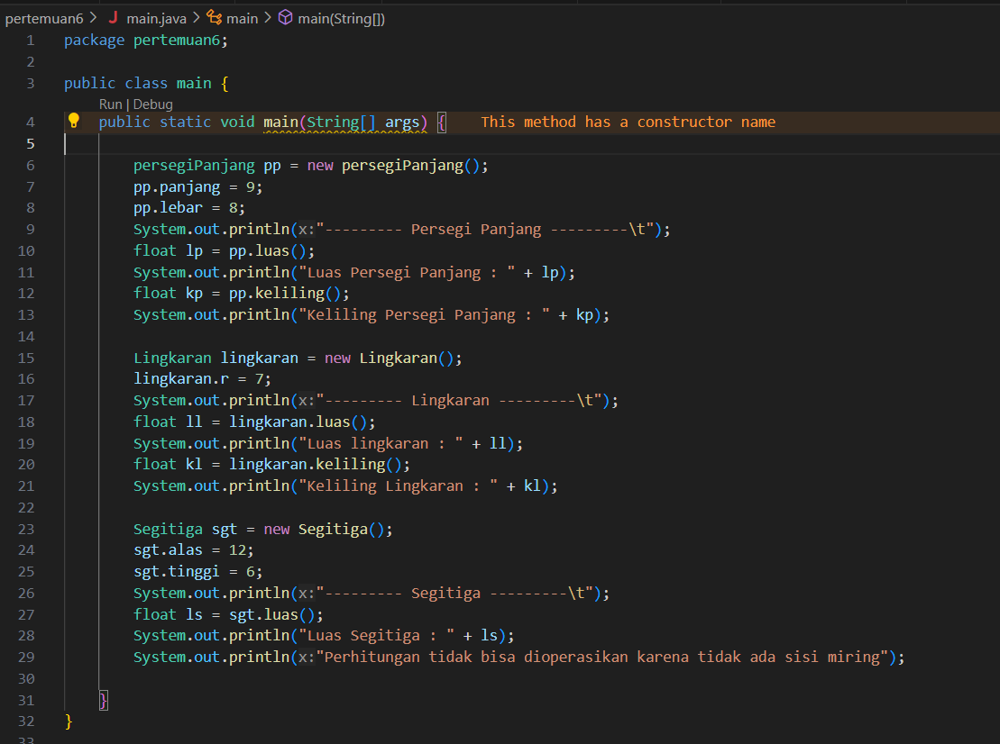 pertemuan6 > J main.java > main > main(String[])
1 package pertemuan6;
2
3 public class main {
Run | Debug
4 public static void main(String[] args) { This method has a constructor name
5
6 persegiPanjang pp = new persegiPanjang();
7 pp.panjang = 9;
8 pp.lebar = 8;
9 System.out.println(x:"--------- Persegi Panjang ---------\t");
10 float lp = pp.luas();
11 System.out.println("Luas Persegi Panjang : " + lp);
12 float kp = pp.keliling();
13 System.out.println("Keliling Persegi Panjang : " + kp);
14
15 Lingkaran lingkaran = new Lingkaran();
16 lingkaran.r = 7;
17 System.out.println(x:"--------- Lingkaran ---------\t");
18 float ll = lingkaran.luas();
19 System.out.println("Luas lingkaran : " + ll);
20 float kl = lingkaran.keliling();
21 System.out.println("Keliling Lingkaran : " + kl);
22
23 Segitiga sgt = new Segitiga();
24 sgt.alas = 12;
25 sgt.tinggi = 6;
26 System.out.println(x:"--------- Segitiga ---------\t");
27 float ls = sgt.luas();
28 System.out.println("Luas Segitiga : " + ls);
29 System.out.println(x:"Perhitungan tidak bisa dioperasikan karena tidak ada sisi miring");
30
31 }
32 }
33